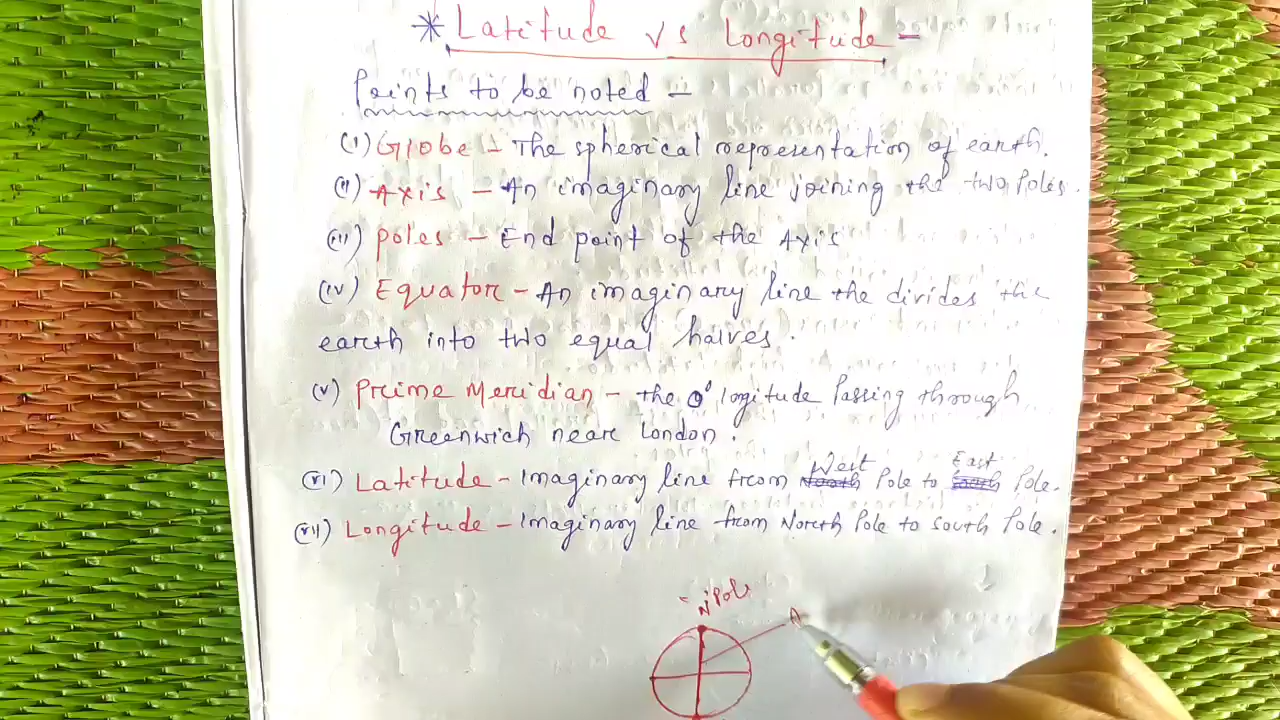 * Latitude vs Longitude -
Points to be noted -
(i) Globe - The spherical representation of earth.
(ii) Axis - An imaginary line joining the two Poles.
(iii) Poles - End point of the Axis
(iv) Equator - An imaginary line the divides the
earth into two equal halves.
(v) Prime Meridian - the 0° logitude Passing through
Greenwich near London.
(vi) Latitude - Imaginary line from West Pole to East Pole.
(vii) Longitude - Imaginary line from North Pole to South Pole.
N Pole
A